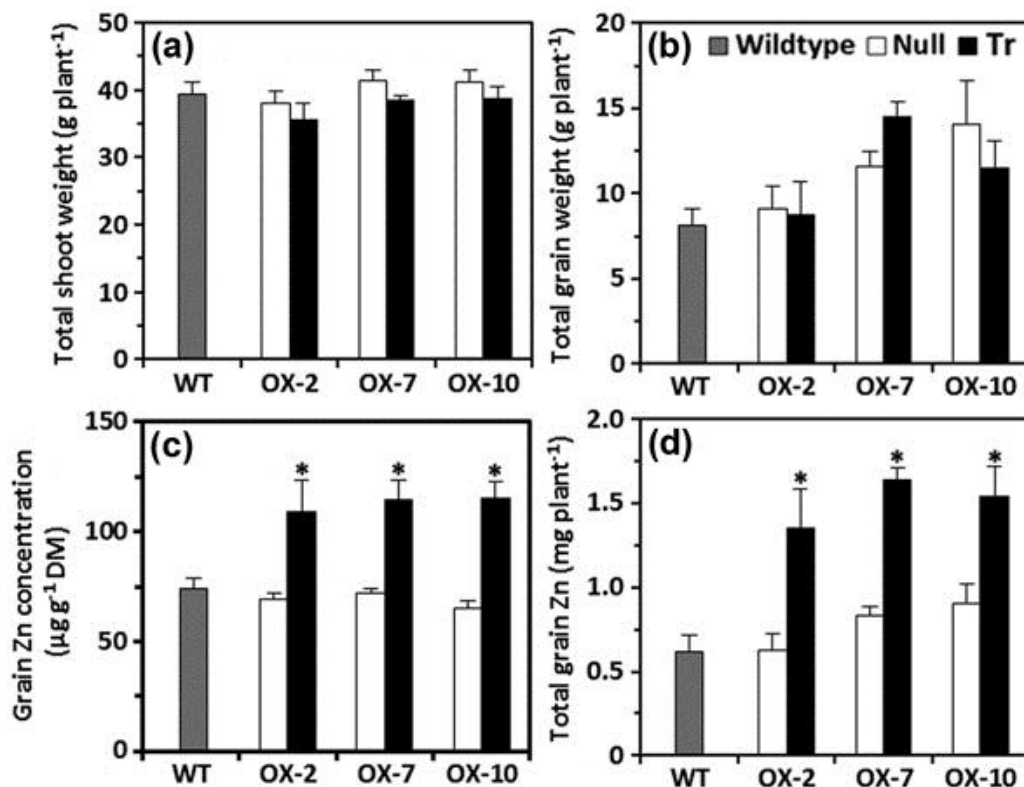 (a)
Total shoot weight (g plant⁻¹)
50
40
30
20
10
0
WT OX-2 OX-7 OX-10
(b)
Wildtype Null Tr
Total grain weight (g plant⁻¹)
20
15
10
5
0
WT OX-2 OX-7 OX-10
(c)
Grain Zn concentration
(µg g⁻¹ DM)
150
100
50
0
* * *
WT OX-2 OX-7 OX-10
(d)
Total grain Zn (mg plant⁻¹)
2.0
1.5
1.0
0.5
0
* * *
WT OX-2 OX-7 OX-10